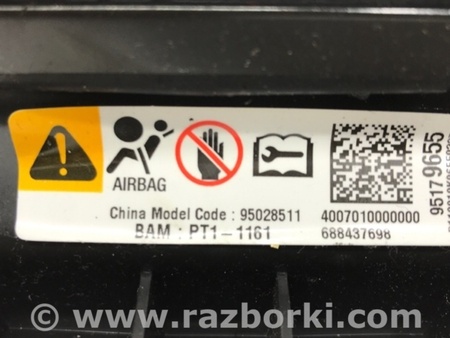 AIRBAG
China Model Code : 95028511
BAM : PT1-1161
4007010000000
688437698
95179655
© www.razborki.com